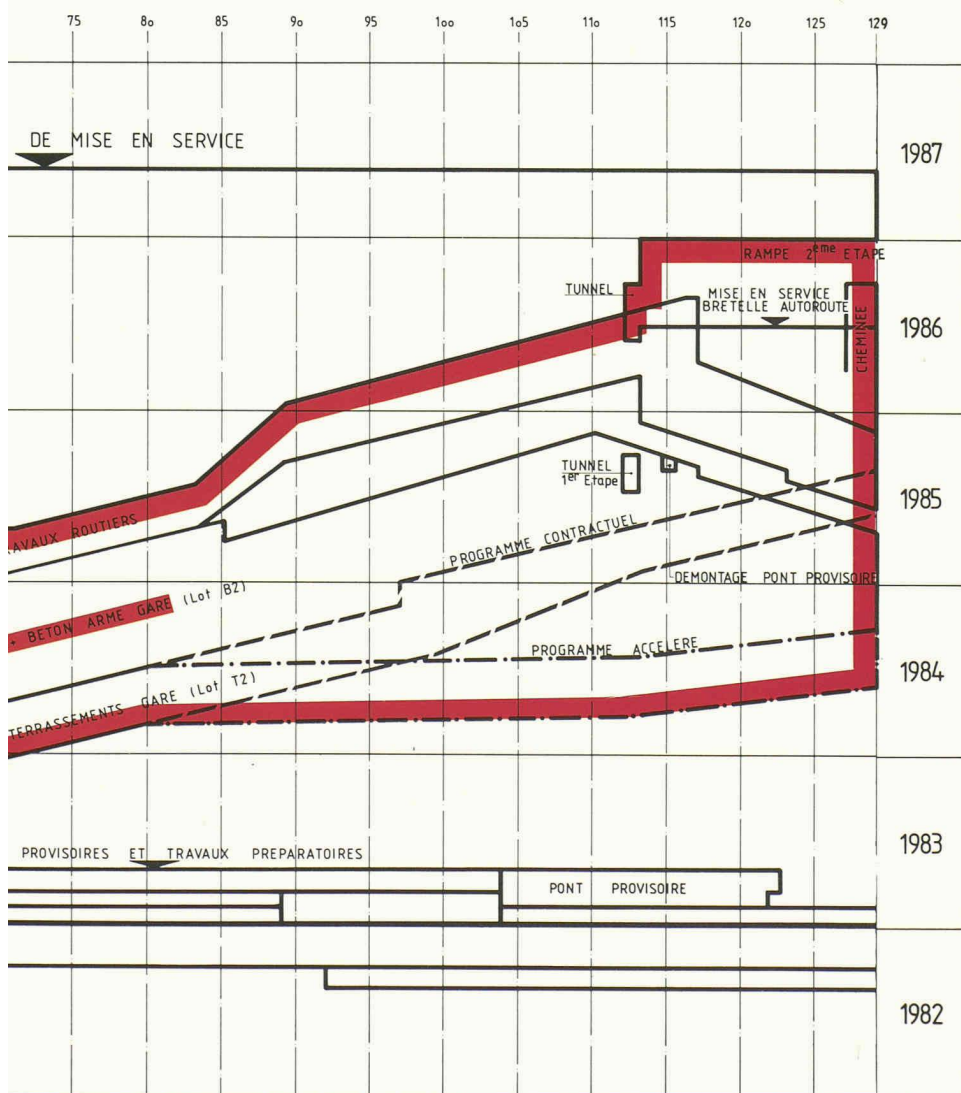 75 80 85 90 95 100 105 110 115 120 125 129
DE MISE EN SERVICE
1987
RAMPE 2eme ETAPE
TUNNEL
MISE EN SERVICE
BRETELLE AUTOROUTE
1986
CHEMINEE
TUNNEL
1er Etape
1985
AVAUX ROUTIERS
PROGRAMME CONTRACTUEL
DEMONTAGE PONT PROVISOIRE
+ BETON ARME GARE (Lot B2)
PROGRAMME ACCELERE
1984
TERRASSEMENTS GARE (Lot T2)
1983
PROVISOIRES ET TRAVAUX PREPARATOIRES
PONT PROVISOIRE
1982